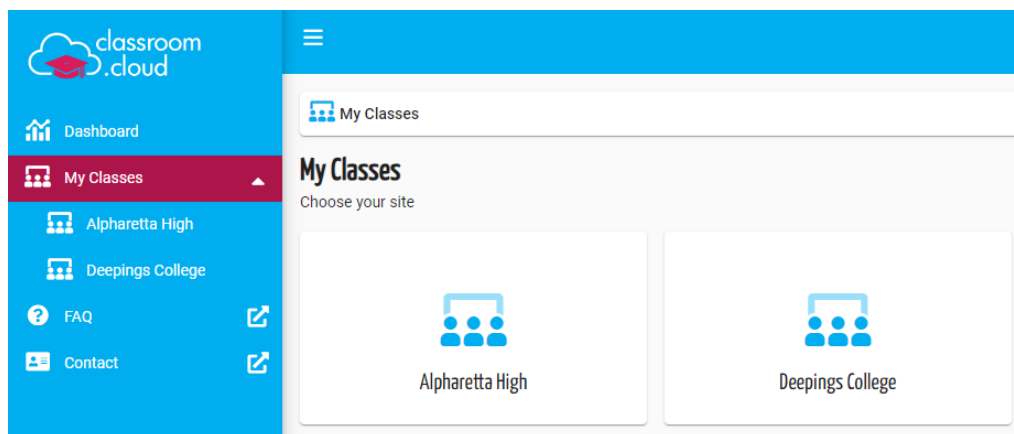 classroom
.cloud
Dashboard
My Classes
Alpharetta High
Deepings College
FAQ
Contact
My Classes
My Classes
Choose your site
Alpharetta High
Deepings College